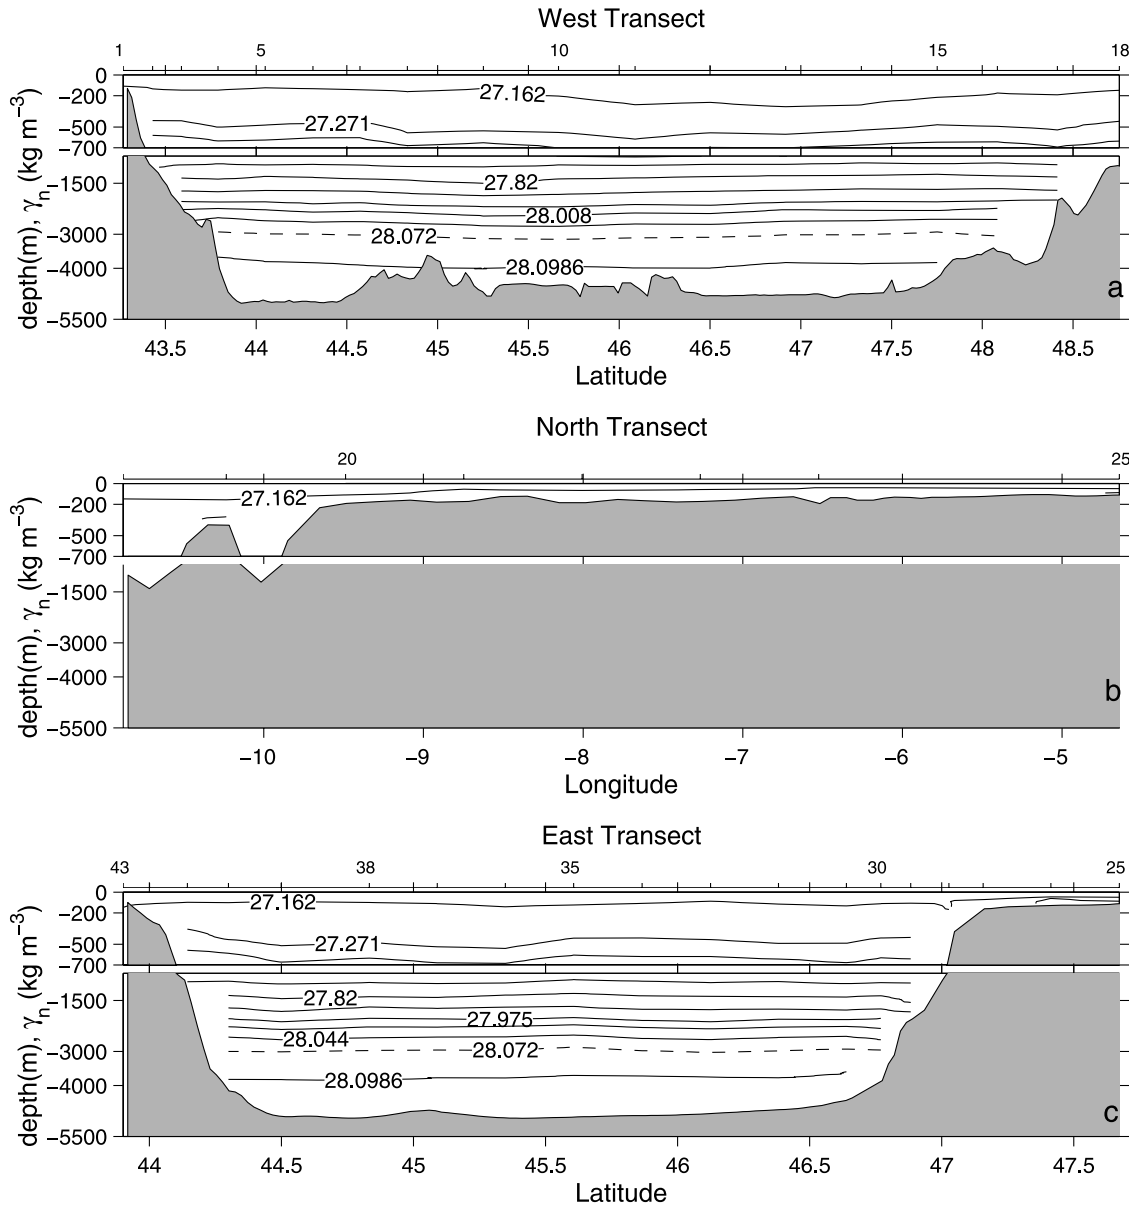 West Transect
1 5 10 15 18
0
−200
−500
−700
−1500
−3000
−4000
−5500
depth(m), γn (kg m−3)
27.162
27.271
27.82
28.008
28.072
28.0986
a
43.5 44 44.5 45 45.5 46 46.5 47 47.5 48 48.5
Latitude
North Transect
20 25
0
−200
−500
−700
−1500
−3000
−4000
−5500
depth(m), γn (kg m−3)
27.162
b
−10 −9 −8 −7 −6 −5
Longitude
East Transect
43 38 35 30 25
0
−200
−500
−700
−1500
−3000
−4000
−5500
depth(m), γn (kg m−3)
27.162
27.271
27.82
27.975
28.044
28.072
28.0986
c
44 44.5 45 45.5 46 46.5 47 47.5
Latitude